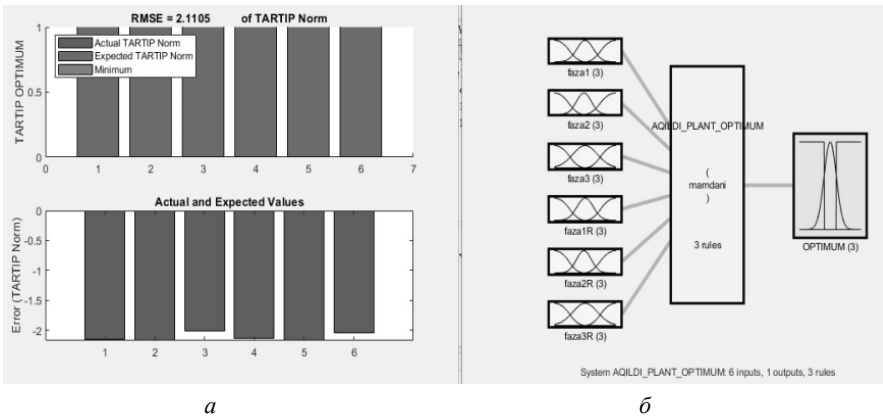 RMSE = 2.1105 of TARTIP Norm
TARTIP OPTIMUM
1
0.5
0
Actual TARTIP Norm
Expected TARTIP Norm
Minimum
0 1 2 3 4 5 6 7
Actual and Expected Values
Error (TARTIP Norm)
0
-0.5
-1
-1.5
-2
1 2 3 4 5 6
а
faza1 (3)
faza2 (3)
faza3 (3)
faza1R (3)
faza2R (3)
faza3R (3)
AQILDI_PLANT_OPTIMUM
(
mamdani
)
3 rules
OPTIMUM (3)
System AQILDI_PLANT_OPTIMUM: 6 inputs, 1 outputs, 3 rules
б